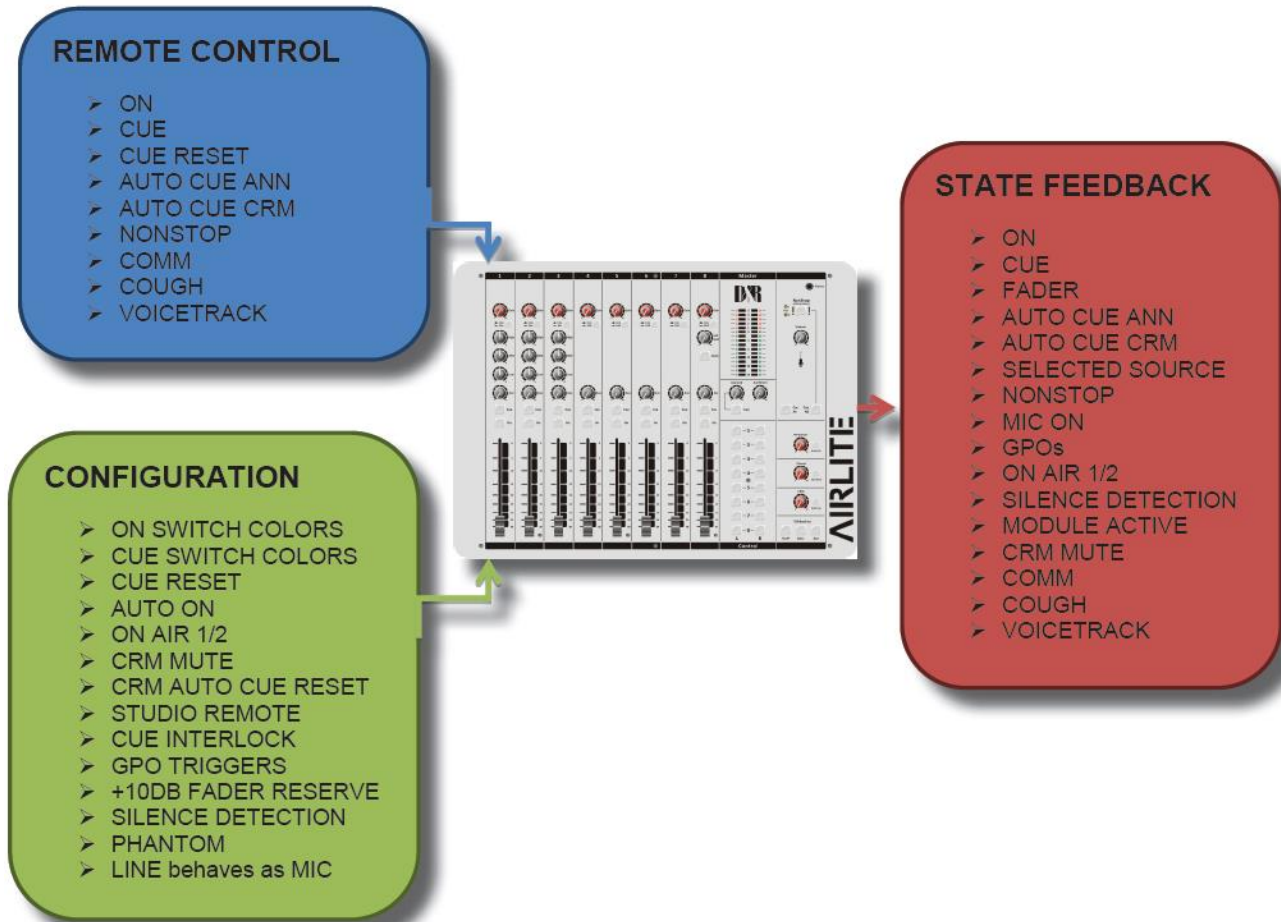 REMOTE CONTROL
ON
CUE
CUE RESET
AUTO CUE ANN
AUTO CUE CRM
NONSTOP
COMM
COUGH
VOICETRACK
CONFIGURATION
ON SWITCH COLORS
CUE SWITCH COLORS
CUE RESET
AUTO ON
ON AIR 1/2
CRM MUTE
CRM AUTO CUE RESET
STUDIO REMOTE
CUE INTERLOCK
GPO TRIGGERS
+10DB FADER RESERVE
SILENCE DETECTION
PHANTOM
LINE behaves as MIC
1 2 3 4 5 6 7 8 Master
D&R
AIRLITE
A B Control
STATE FEEDBACK
ON
CUE
FADER
AUTO CUE ANN
AUTO CUE CRM
SELECTED SOURCE
NONSTOP
MIC ON
GPOs
ON AIR 1/2
SILENCE DETECTION
MODULE ACTIVE
CRM MUTE
COMM
COUGH
VOICETRACK